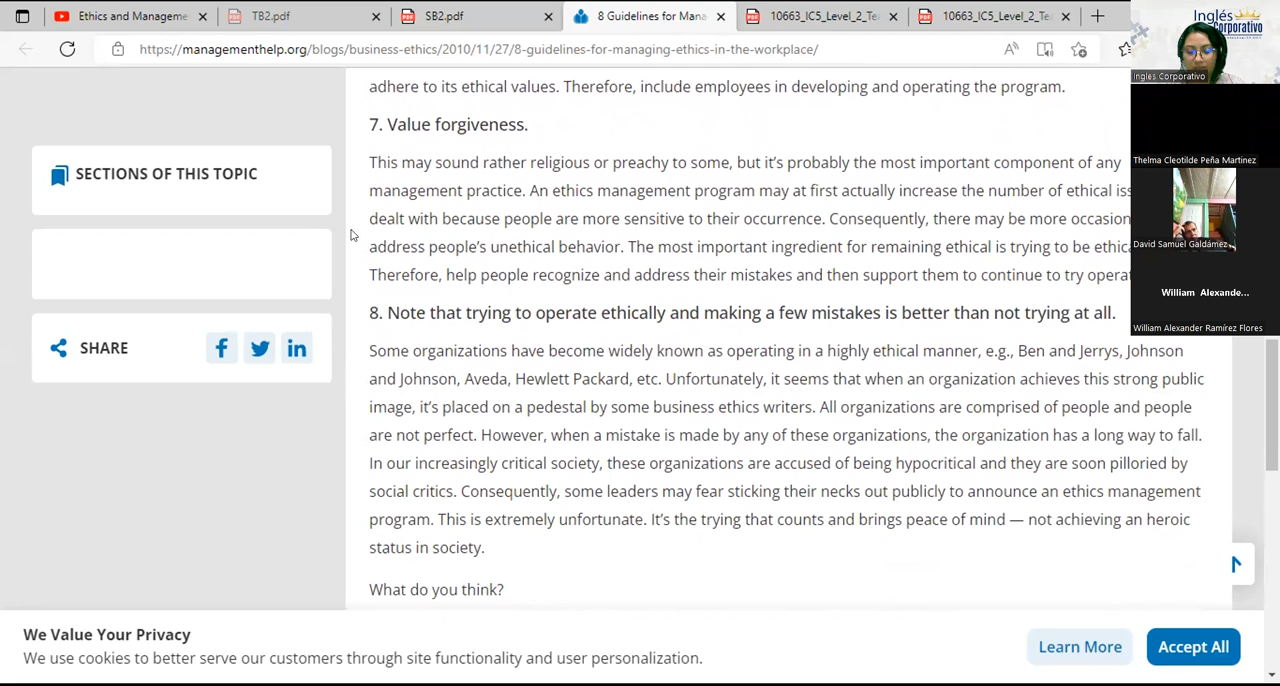 Ethics and Manageme
TB2.pdf
SB2.pdf
8 Guidelines for Mana
10663_IC5_Level_2_Te
10663_IC5_Level_2_Te
https://managementhelp.org/blogs/business-ethics/2010/11/27/8-guidelines-for-managing-ethics-in-the-workplace/
Inglés
Corporativo
Ingles Corporativo
Thelma Cleotilde Peña Martinez
David Samuel Galdámez
William Alexande...
William Alexander Ramírez Flores
SECTIONS OF THIS TOPIC
SHARE
adhere to its ethical values. Therefore, include employees in developing and operating the program.
7. Value forgiveness.
This may sound rather religious or preachy to some, but it's probably the most important component of any
management practice. An ethics management program may at first actually increase the number of ethical iss
dealt with because people are more sensitive to their occurrence. Consequently, there may be more occasion
address people's unethical behavior. The most important ingredient for remaining ethical is trying to be ethica
Therefore, help people recognize and address their mistakes and then support them to continue to try operat
8. Note that trying to operate ethically and making a few mistakes is better than not trying at all.
Some organizations have become widely known as operating in a highly ethical manner, e.g., Ben and Jerrys, Johnson
and Johnson, Aveda, Hewlett Packard, etc. Unfortunately, it seems that when an organization achieves this strong public
image, it's placed on a pedestal by some business ethics writers. All organizations are comprised of people and people
are not perfect. However, when a mistake is made by any of these organizations, the organization has a long way to fall.
In our increasingly critical society, these organizations are accused of being hypocritical and they are soon pilloried by
social critics. Consequently, some leaders may fear sticking their necks out publicly to announce an ethics management
program. This is extremely unfortunate. It's the trying that counts and brings peace of mind — not achieving an heroic
status in society.
What do you think?
We Value Your Privacy
We use cookies to better serve our customers through site functionality and user personalization.
Learn More
Accept All